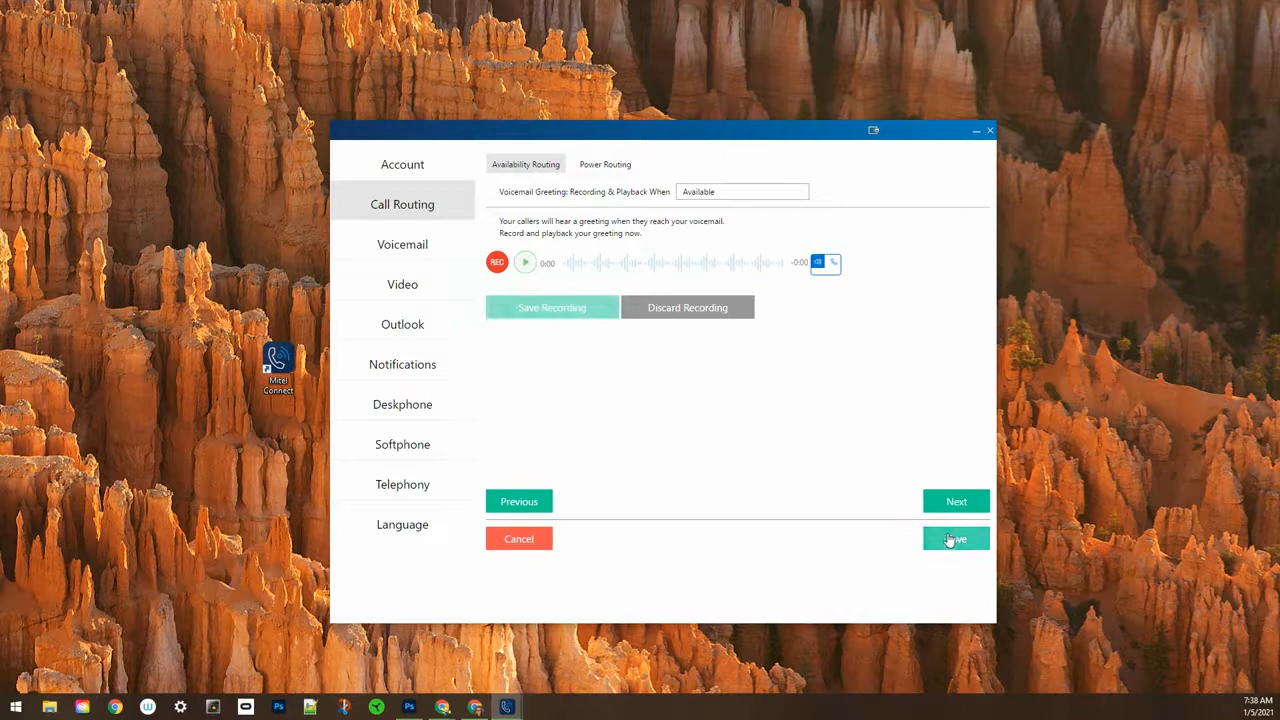 Account
Call Routing
Voicemail
Video
Outlook
Notifications
Deskphone
Softphone
Telephony
Language
Availability Routing
Power Routing
Voicemail Greeting: Recording & Playback When
Available
Your callers will hear a greeting when they reach your voicemail.
Record and playback your greeting now.
REC
0:00
-0:00
Save Recording
Discard Recording
Previous
Next
Cancel
Mitel
Connect
Ps
Ps
7:38 AM
1/5/2021